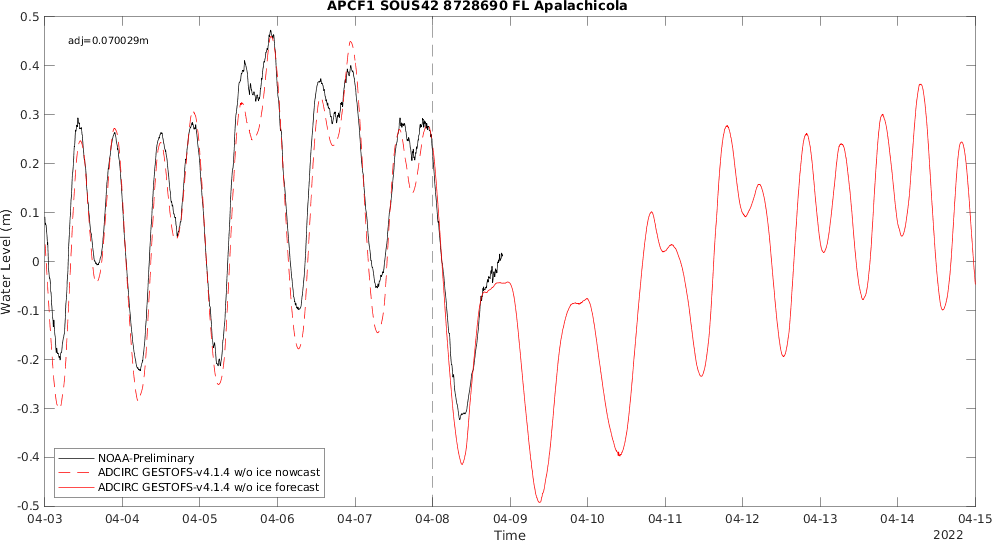 APCF1 SOUS42 8728690 FL Apalachicola
0.5
adj=0.070029m
0.4
0.3
0.2
0.1
0
-0.1
-0.2
-0.3
-0.4
-0.5
Water Level (m)
NOAA-Preliminary
ADCIRC GESTOFS-v4.1.4 w/o ice nowcast
ADCIRC GESTOFS-v4.1.4 w/o ice forecast
04-03 04-04 04-05 04-06 04-07 04-08 04-09 04-10 04-11 04-12 04-13 04-14 04-15
Time
2022